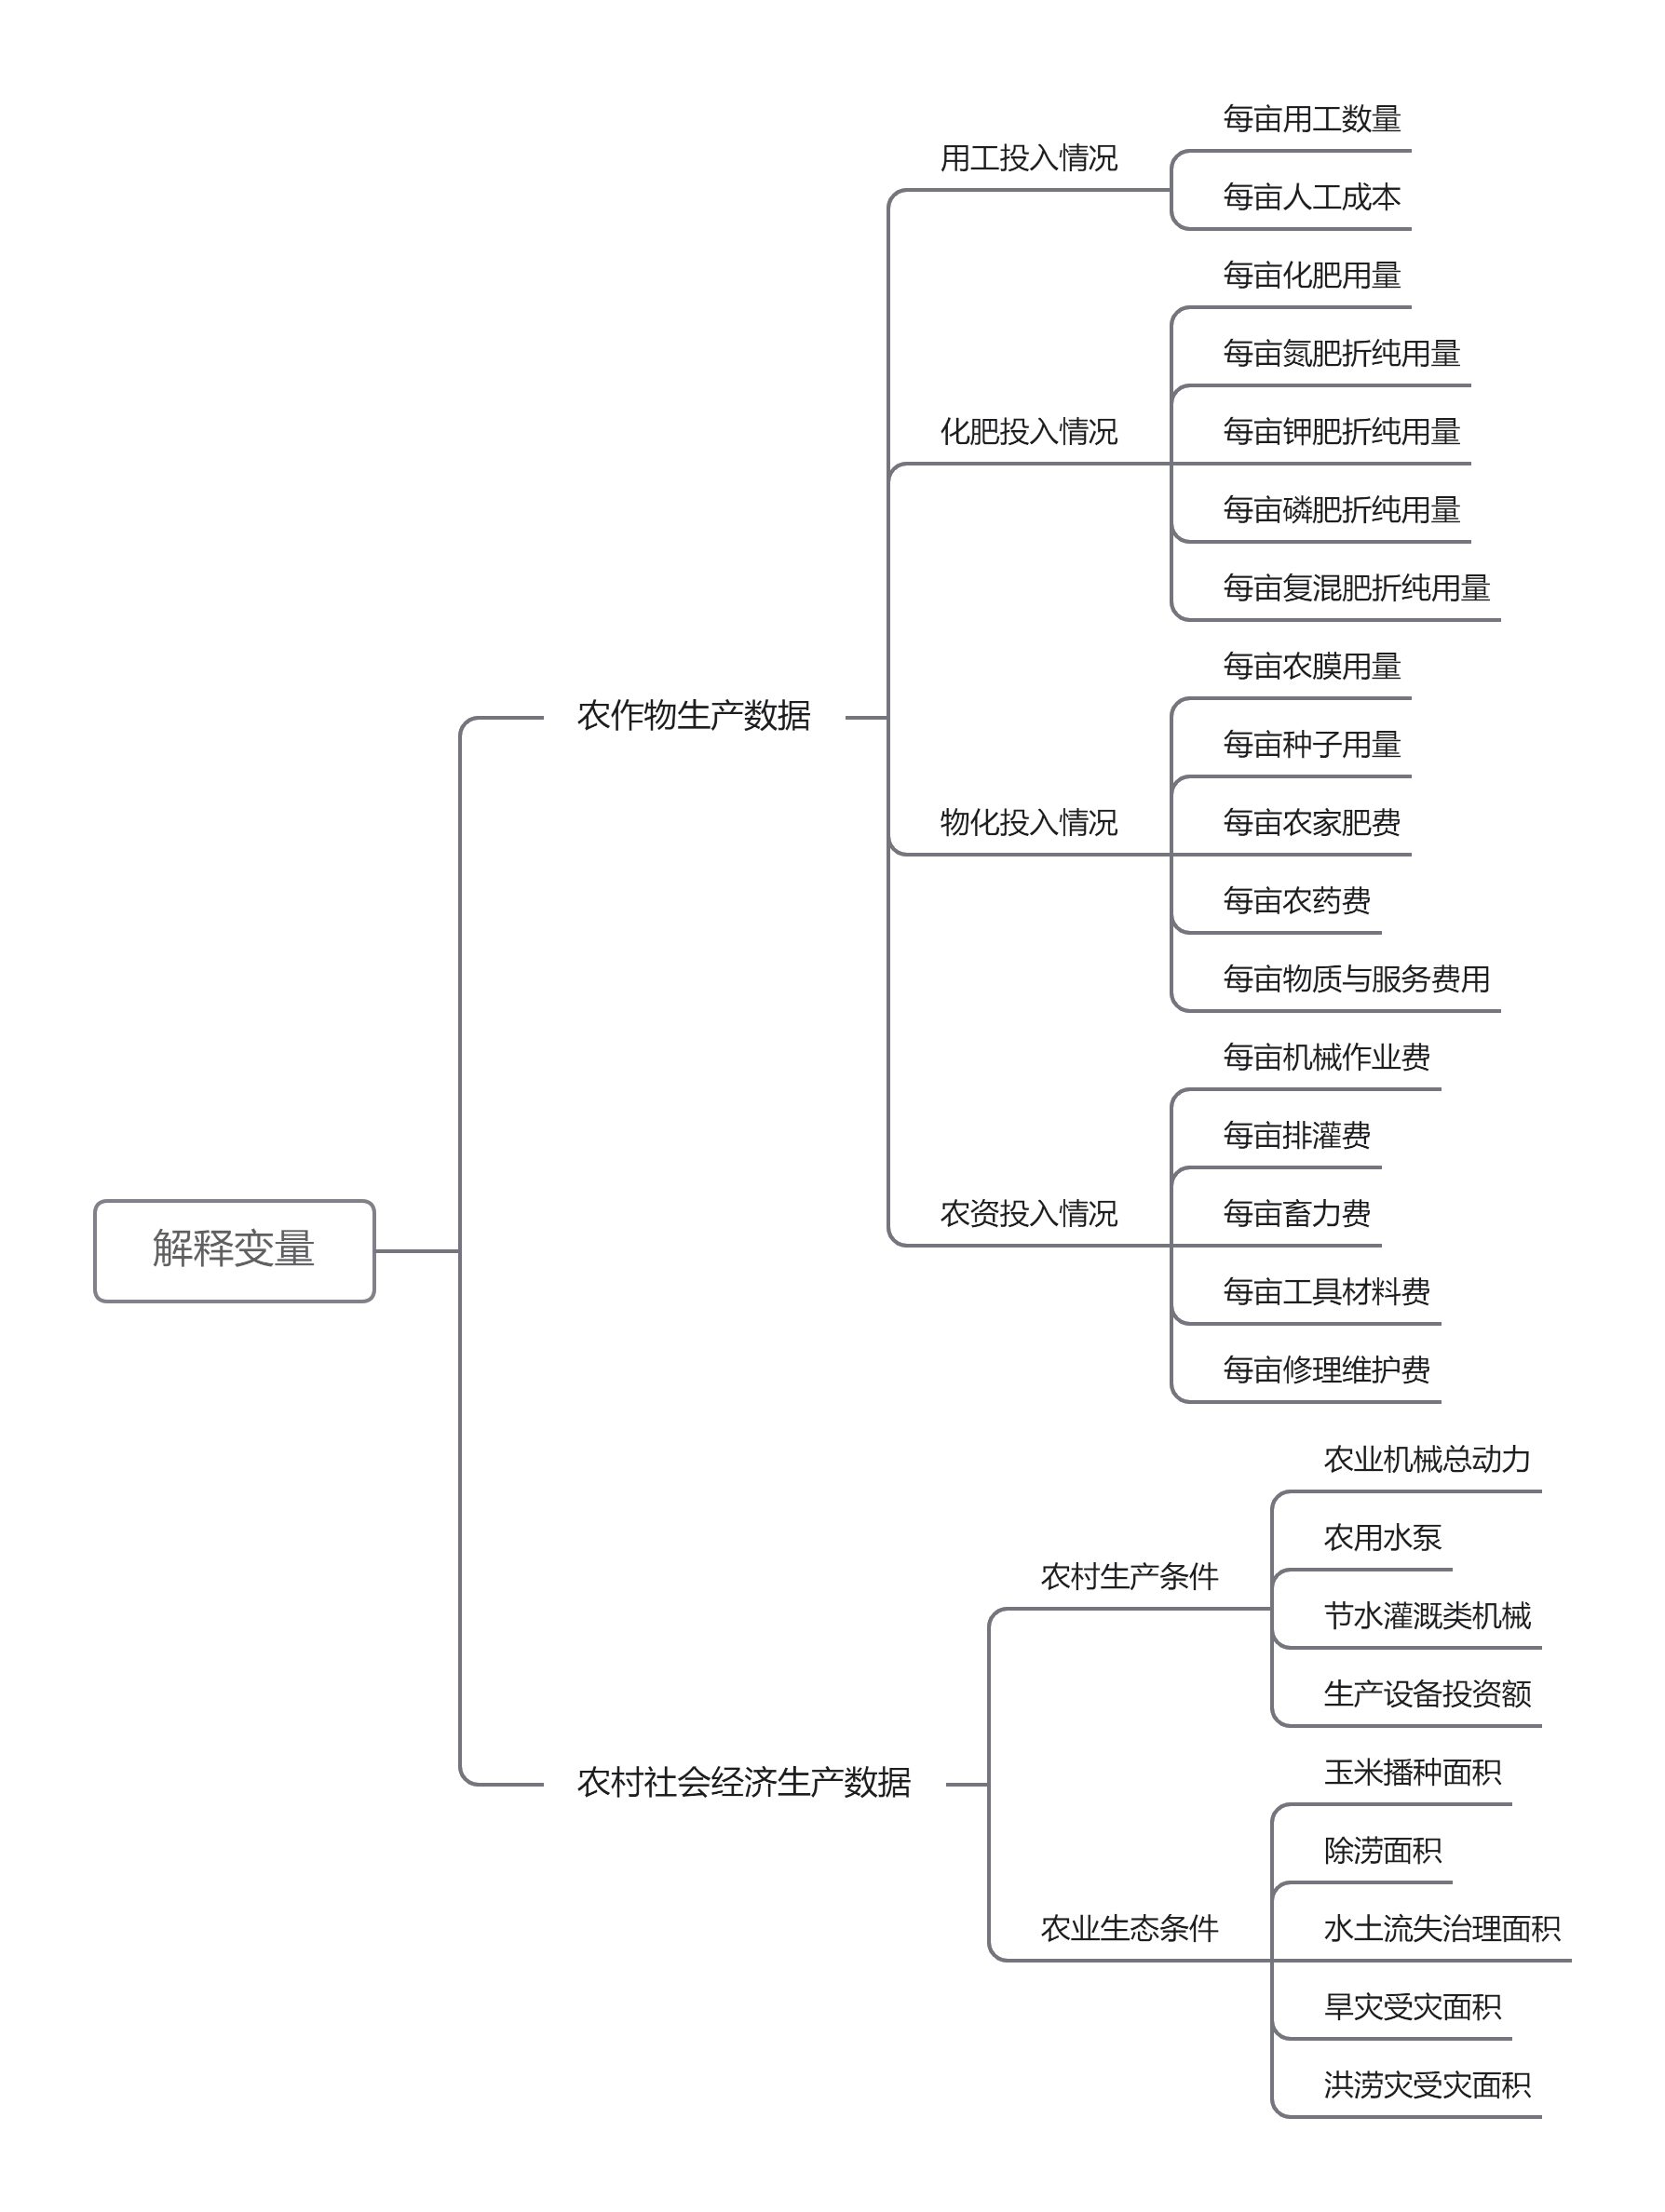 解释变量
农作物生产数据
用工投入情况
每亩用工数量
每亩人工成本
化肥投入情况
每亩化肥用量
每亩氮肥折纯用量
每亩钾肥折纯用量
每亩磷肥折纯用量
每亩复混肥折纯用量
物化投入情况
每亩农膜用量
每亩种子用量
每亩农家肥费
每亩农药费
每亩物质与服务费用
农资投入情况
每亩机械作业费
每亩排灌费
每亩畜力费
每亩工具材料费
每亩修理维护费
农村社会经济生产数据
农村生产条件
农业机械总动力
农用水泵
节水灌溉类机械
生产设备投资额
农业生态条件
玉米播种面积
除涝面积
水土流失治理面积
旱灾受灾面积
洪涝灾受灾面积